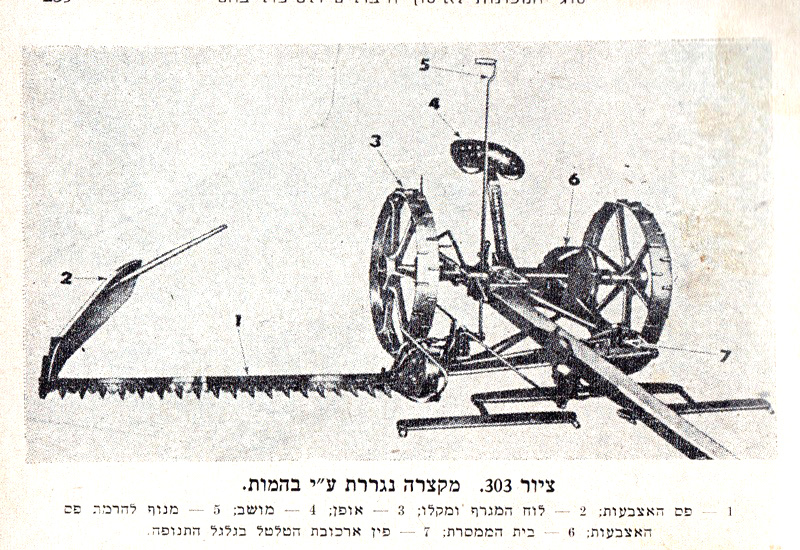 5
4
3
6
2
1
7
ציור 303. מקצרה נגררת ע״י בהמות.
1 — פס האצבעות; 2 — לוח המגרף ומקלו; 3 — אופן; 4 — מושב; 5 — מנוף להרמת פס
האצבעות; 6 — בית הממסרת; 7 — פין ארכובת הטלטל בגלגל התנופה.